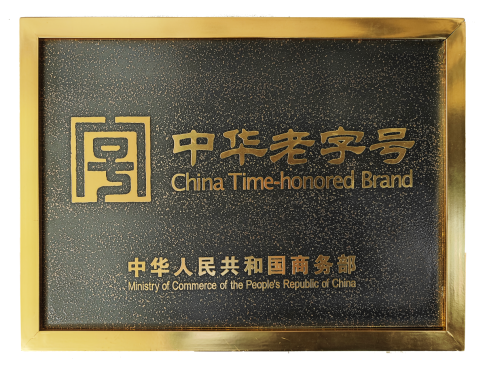 中华老字号
China Time-honored Brand
中华人民共和国商务部
Ministry of Commerce of the People's Republic of China